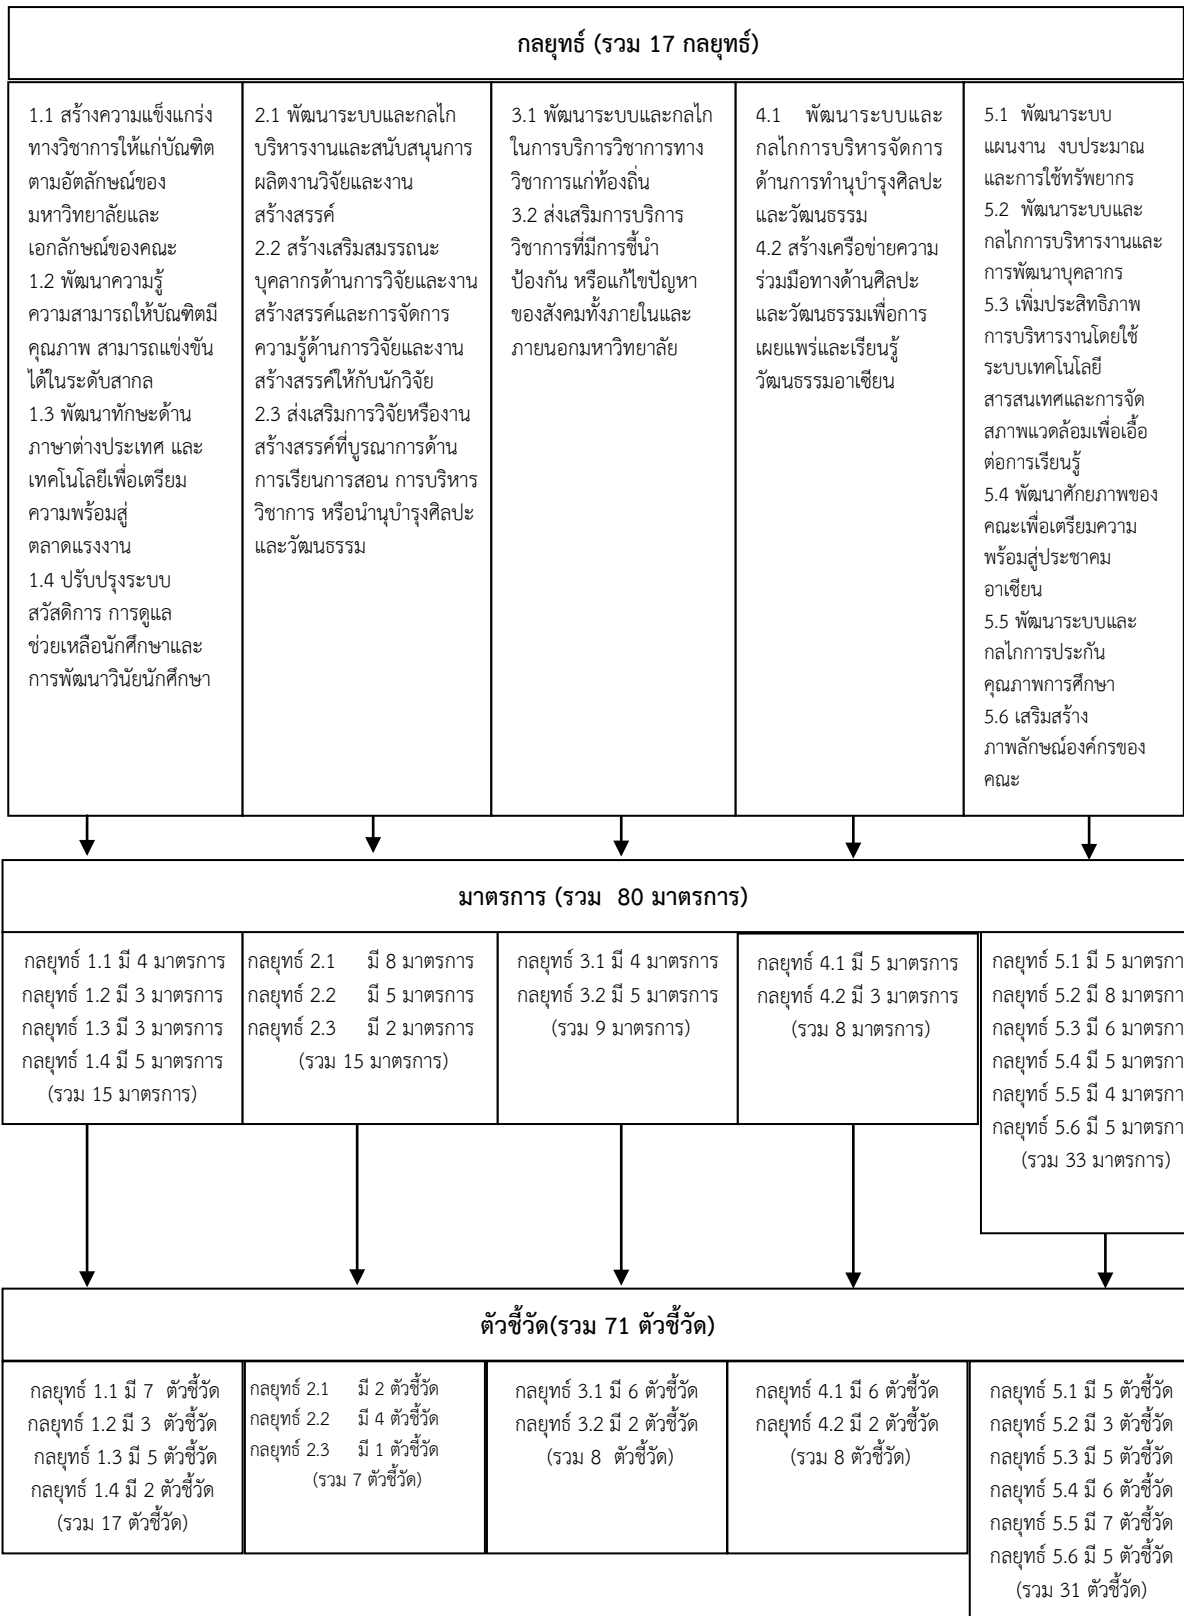 กลยุทธ์ (รวม 17 กลยุทธ์)
1.1 สร้างความแข็งแกร่ง
ทางวิชาการให้แก่บัณฑิต
ตามอัตลักษณ์ของ
มหาวิทยาลัยและ
เอกลักษณ์ของคณะ
1.2 พัฒนาความรู้
ความสามารถให้บัณฑิตมี
คุณภาพ สามารถแข่งขัน
ได้ในระดับสากล
1.3 พัฒนาทักษะด้าน
ภาษาต่างประเทศ และ
เทคโนโลยีเพื่อเตรียม
ความพร้อมสู่
ตลาดแรงงาน
1.4 ปรับปรุงระบบ
สวัสดิการ การดูแล
ช่วยเหลือนักศึกษาและ
การพัฒนาวินัยนักศึกษา
2.1 พัฒนาระบบและกลไก
บริหารงานและสนับสนุนการ
ผลิตงานวิจัยและงาน
สร้างสรรค์
2.2 สร้างเสริมสมรรถนะ
บุคลากรด้านการวิจัยและงาน
สร้างสรรค์และการจัดการ
ความรู้ด้านการวิจัยและงาน
สร้างสรรค์ให้กับนักวิจัย
2.3 ส่งเสริมการวิจัยหรืองาน
สร้างสรรค์ที่บูรณาการด้าน
การเรียนการสอน การบริหาร
วิชาการ หรือนำนุบำรุงศิลปะ
และวัฒนธรรม
3.1 พัฒนาระบบและกลไก
ในการบริการวิชาการทาง
วิชาการแก่ท้องถิ่น
3.2 ส่งเสริมการบริการ
วิชาการที่มีการชี้นำ
ป้องกัน หรือแก้ไขปัญหา
ของสังคมทั้งภายในและ
ภายนอกมหาวิทยาลัย
4.1 พัฒนาระบบและ
กลไกการบริหารจัดการ
ด้านการทำนุบำรุงศิลปะ
และวัฒนธรรม
4.2 สร้างเครือข่ายความ
ร่วมมือทางด้านศิลปะ
และวัฒนธรรมเพื่อการ
เผยแพร่และเรียนรู้
วัฒนธรรมอาเซียน
5.1 พัฒนาระบบ
แผนงาน งบประมาณ
และการใช้ทรัพยากร
5.2 พัฒนาระบบและ
กลไกการบริหารงานและ
การพัฒนาบุคลากร
5.3 เพิ่มประสิทธิภาพ
การบริหารงานโดยใช้
ระบบเทคโนโลยี
สารสนเทศและการจัด
สภาพแวดล้อมเพื่อเอื้อ
ต่อการเรียนรู้
5.4 พัฒนาศักยภาพของ
คณะเพื่อเตรียมความ
พร้อมสู่ประชาคม
อาเซียน
5.5 พัฒนาระบบและ
กลไกการประกัน
คุณภาพการศึกษา
5.6 เสริมสร้าง
ภาพลักษณ์องค์กรของ
คณะ
มาตรการ (รวม 80 มาตรการ)
กลยุทธ์ 1.1 มี 4 มาตรการ
กลยุทธ์ 1.2 มี 3 มาตรการ
กลยุทธ์ 1.3 มี 3 มาตรการ
กลยุทธ์ 1.4 มี 5 มาตรการ
(รวม 15 มาตรการ)
กลยุทธ์ 2.1 มี 8 มาตรการ
กลยุทธ์ 2.2 มี 5 มาตรการ
กลยุทธ์ 2.3 มี 2 มาตรการ
(รวม 15 มาตรการ)
กลยุทธ์ 3.1 มี 4 มาตรการ
กลยุทธ์ 3.2 มี 5 มาตรการ
(รวม 9 มาตรการ)
กลยุทธ์ 4.1 มี 5 มาตรการ
กลยุทธ์ 4.2 มี 3 มาตรการ
(รวม 8 มาตรการ)
กลยุทธ์ 5.1 มี 5 มาตรกา
กลยุทธ์ 5.2 มี 8 มาตรกา
กลยุทธ์ 5.3 มี 6 มาตรกา
กลยุทธ์ 5.4 มี 5 มาตรกา
กลยุทธ์ 5.5 มี 4 มาตรกา
กลยุทธ์ 5.6 มี 5 มาตรกา
(รวม 33 มาตรการ)
ตัวชี้วัด(รวม 71 ตัวชี้วัด)
กลยุทธ์ 1.1 มี 7 ตัวชี้วัด
กลยุทธ์ 1.2 มี 3 ตัวชี้วัด
กลยุทธ์ 1.3 มี 5 ตัวชี้วัด
กลยุทธ์ 1.4 มี 2 ตัวชี้วัด
(รวม 17 ตัวชี้วัด)
กลยุทธ์ 2.1 มี 2 ตัวชี้วัด
กลยุทธ์ 2.2 มี 4 ตัวชี้วัด
กลยุทธ์ 2.3 มี 1 ตัวชี้วัด
(รวม 7 ตัวชี้วัด)
กลยุทธ์ 3.1 มี 6 ตัวชี้วัด
กลยุทธ์ 3.2 มี 2 ตัวชี้วัด
(รวม 8 ตัวชี้วัด)
กลยุทธ์ 4.1 มี 6 ตัวชี้วัด
กลยุทธ์ 4.2 มี 2 ตัวชี้วัด
(รวม 8 ตัวชี้วัด)
กลยุทธ์ 5.1 มี 5 ตัวชี้วัด
กลยุทธ์ 5.2 มี 3 ตัวชี้วัด
กลยุทธ์ 5.3 มี 5 ตัวชี้วัด
กลยุทธ์ 5.4 มี 6 ตัวชี้วัด
กลยุทธ์ 5.5 มี 7 ตัวชี้วัด
กลยุทธ์ 5.6 มี 5 ตัวชี้วัด
(รวม 31 ตัวชี้วัด)